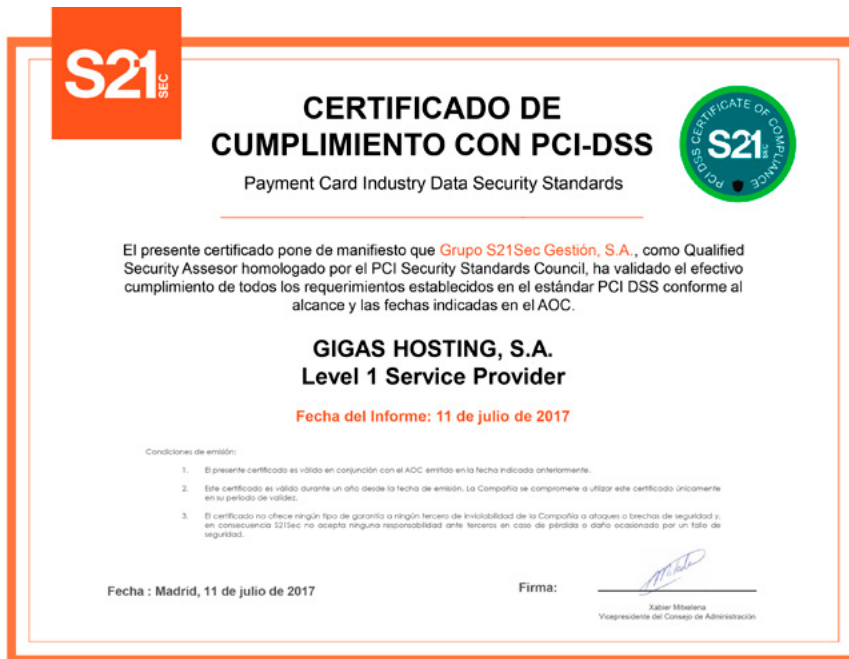 S21
SEC
CERTIFICADO DE
CUMPLIMIENTO CON PCI-DSS
Payment Card Industry Data Security Standards
PCI DSS CERTIFICATE OF COMPLIANCE
S21
SEC
El presente certificado pone de manifiesto que Grupo S21Sec Gestión, S.A., como Qualified
Security Assesor homologado por el PCI Security Standards Council, ha validado el efectivo
cumplimiento de todos los requerimientos establecidos en el estándar PCI DSS conforme al
alcance y las fechas indicadas en el AOC.
GIGAS HOSTING, S.A.
Level 1 Service Provider
Fecha del Informe: 11 de julio de 2017
Condiciones de emisión:
1. El presente certificado es válido en conjunción con el AOC emitido en la fecha indicada anteriormente.
2. Este certificado es válido durante un año desde la fecha de emisión. La Compañía se compromete a utilizar este certificado únicamente
en su período de validez.
3. El certificado no ofrece ningún tipo de garantía a ningún tercero de inviolabilidad de la Compañía a ataques o brechas de seguridad y,
en consecuencia S21Sec no acepta ninguna responsabilidad ante terceros en caso de pérdida o daño ocasionado por un fallo de
seguridad.
Fecha : Madrid, 11 de julio de 2017
Firma:
Xabier Mitxelena
Vicepresidente del Consejo de Administración